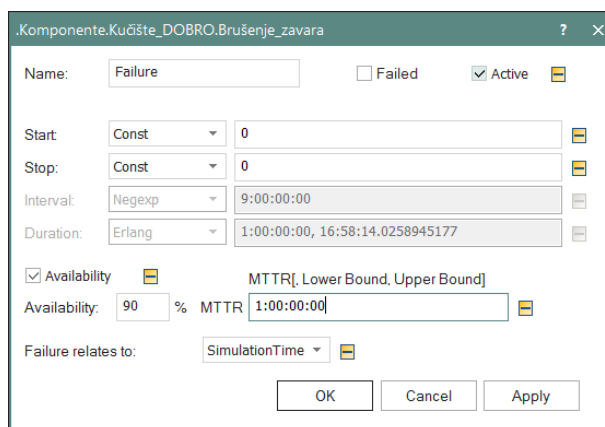 .Komponente.Kućište_DOBRO.Brušenje_zavara ? ×
Name: Failure Failed Active
Start: Const 0
Stop: Const 0
Interval: Negexp 9:00:00:00
Duration: Erlang 1:00:00:00, 16:58:14.0258945177
Availability MTTR[, Lower Bound, Upper Bound]
Availability: 90 % MTTR 1:00:00:00
Failure relates to: SimulationTime
OK Cancel Apply